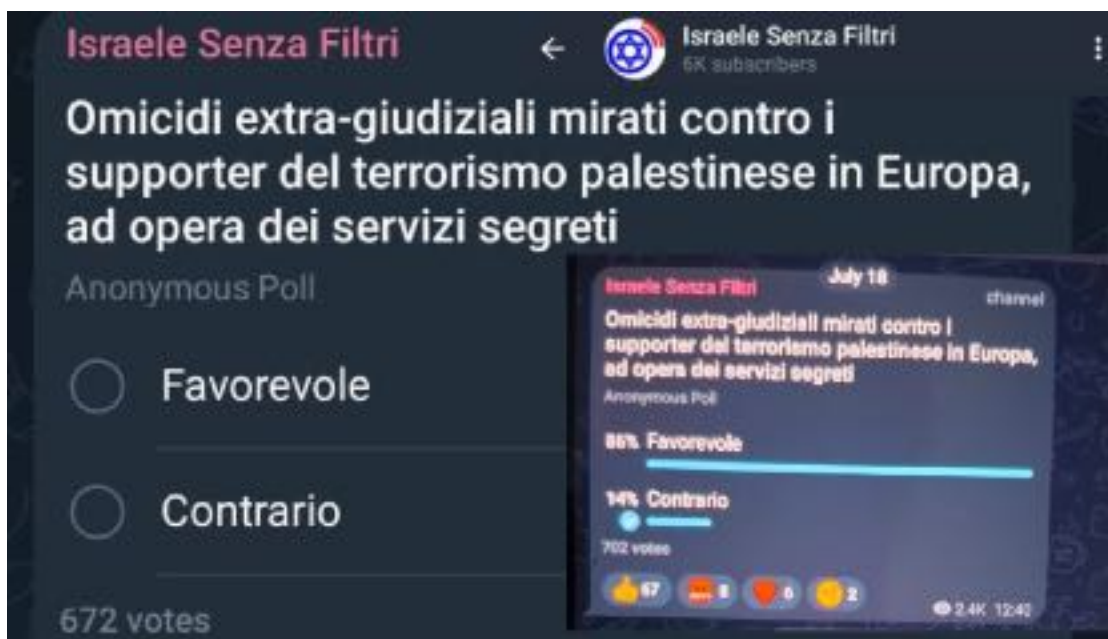 Israele Senza Filtri
Israele Senza Filtri
6K subscribers
Omicidi extra-giudiziali mirati contro i
supporter del terrorismo palestinese in Europa,
ad opera dei servizi segreti
Anonymous Poll
Favorevole
Contrario
672 votes
July 18
Israele Senza Filtri
channel
Omicidi extra-giudiziali mirati contro i
supporter del terrorismo palestinese in Europa,
ad opera dei servizi segreti
Anonymous Poll
86% Favorevole
14% Contrario
702 votes
67 8 6 2
2.4K 12:40